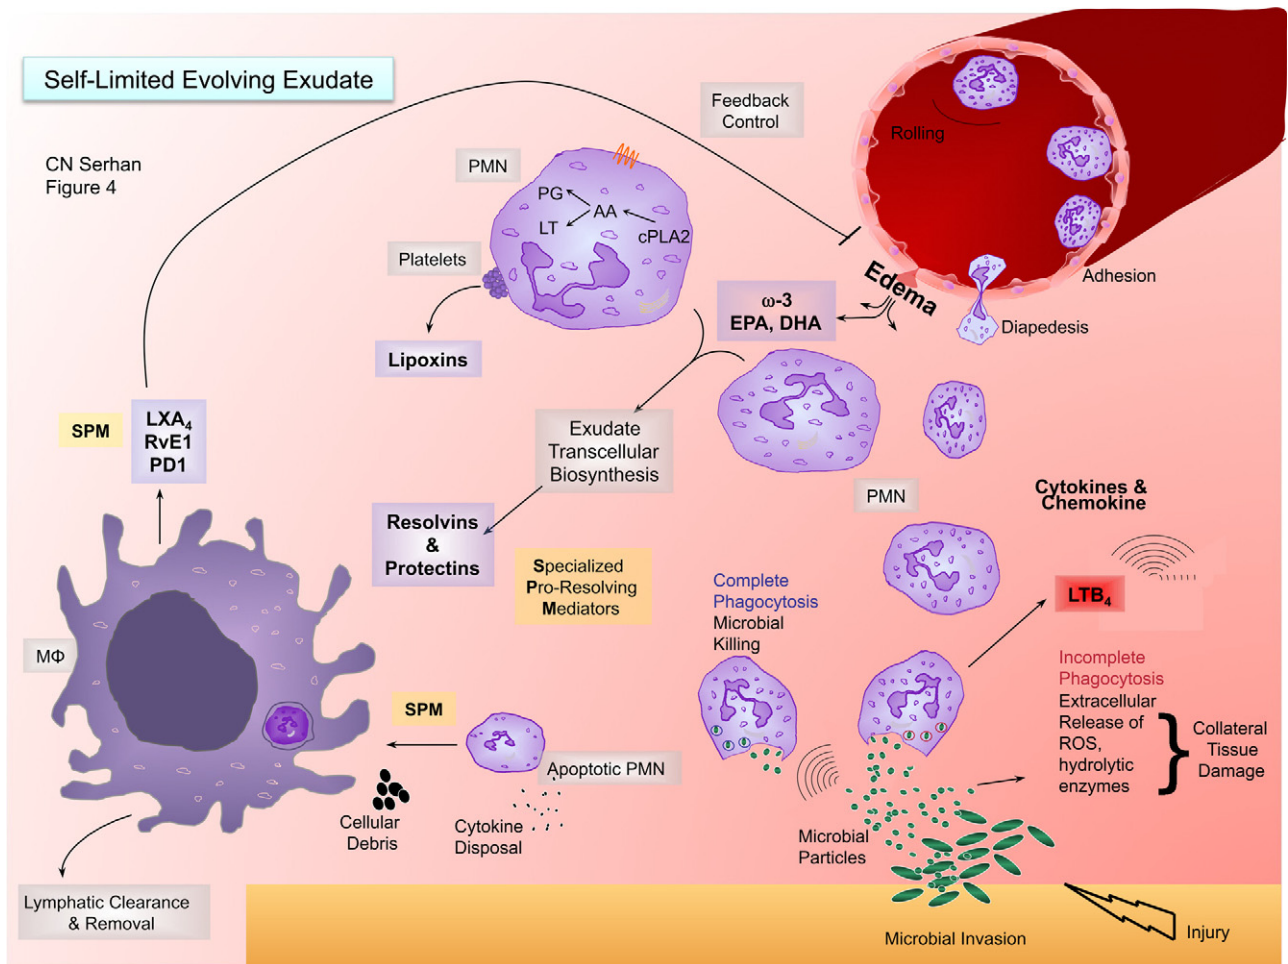 Self-Limited Evolving Exudate
CN Serhan
Figure 4
Feedback
Control
Rolling
Adhesion
Diapedesis
Edema
PMN
PG
AA
LT
cPLA2
Platelets
Lipoxins
ω-3
EPA, DHA
SPM
LXA₄
RvE1
PD1
Exudate
Transcellular
Biosynthesis
PMN
Resolvins
&
Protectins
Specialized
Pro-Resolving
Mediators
Cytokines &
Chemokine
LTB₄
Complete
Phagocytosis
Microbial
Killing
Incomplete
Phagocytosis
Extracellular
Release of
ROS,
hydrolytic
enzymes
Collateral
Tissue
Damage
MΦ
SPM
Apoptotic PMN
Cellular
Debris
Cytokine
Disposal
Microbial
Particles
Lymphatic Clearance
& Removal
Microbial Invasion
Injury